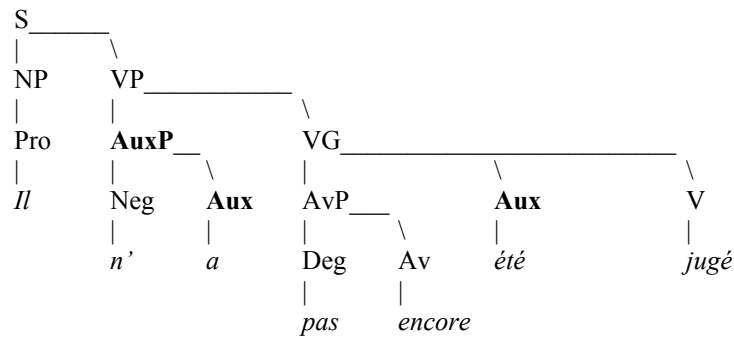 S
NP VP
Pro AuxP VG
Il Neg Aux AvP Aux V
n’ a Deg Av été jugé
pas encore